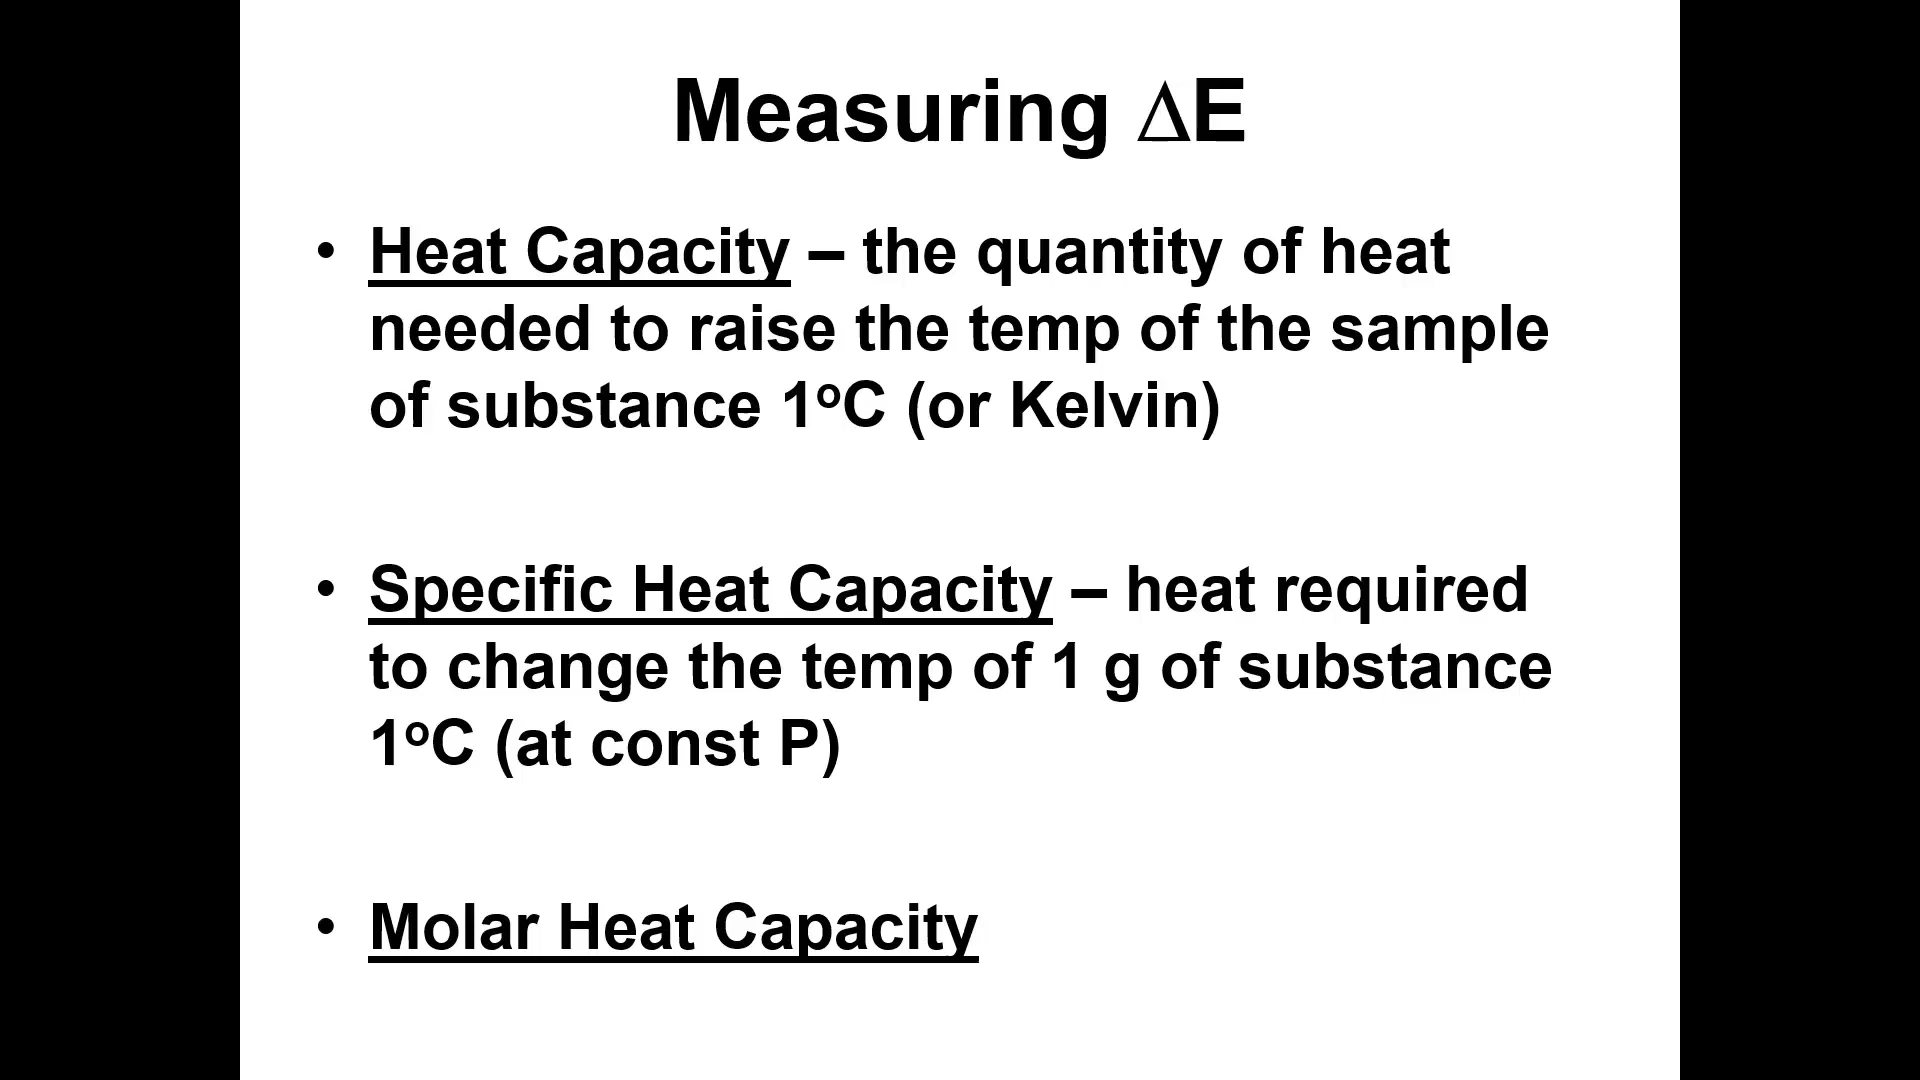 Measuring ΔE
• Heat Capacity – the quantity of heat
needed to raise the temp of the sample
of substance 1ºC (or Kelvin)
• Specific Heat Capacity – heat required
to change the temp of 1 g of substance
1ºC (at const P)
• Molar Heat Capacity